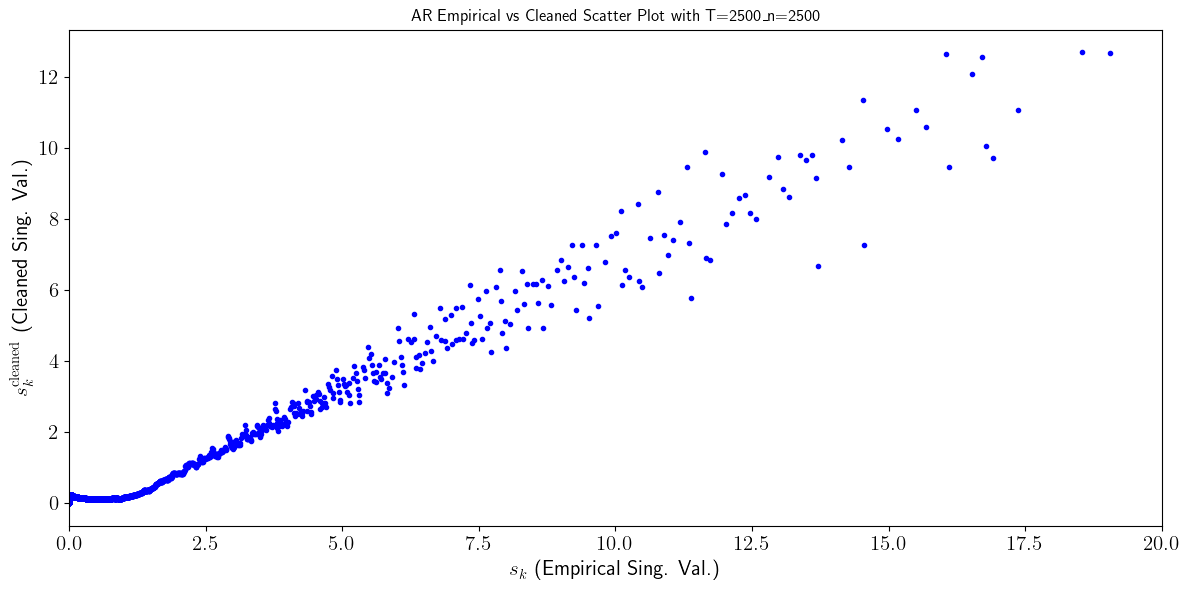 AR Empirical vs Cleaned Scatter Plot with T=2500_n=2500
12
10
8
6
4
2
0
s_k^cleaned (Cleaned Sing. Val.)
0.0 2.5 5.0 7.5 10.0 12.5 15.0 17.5 20.0
s_k (Empirical Sing. Val.)